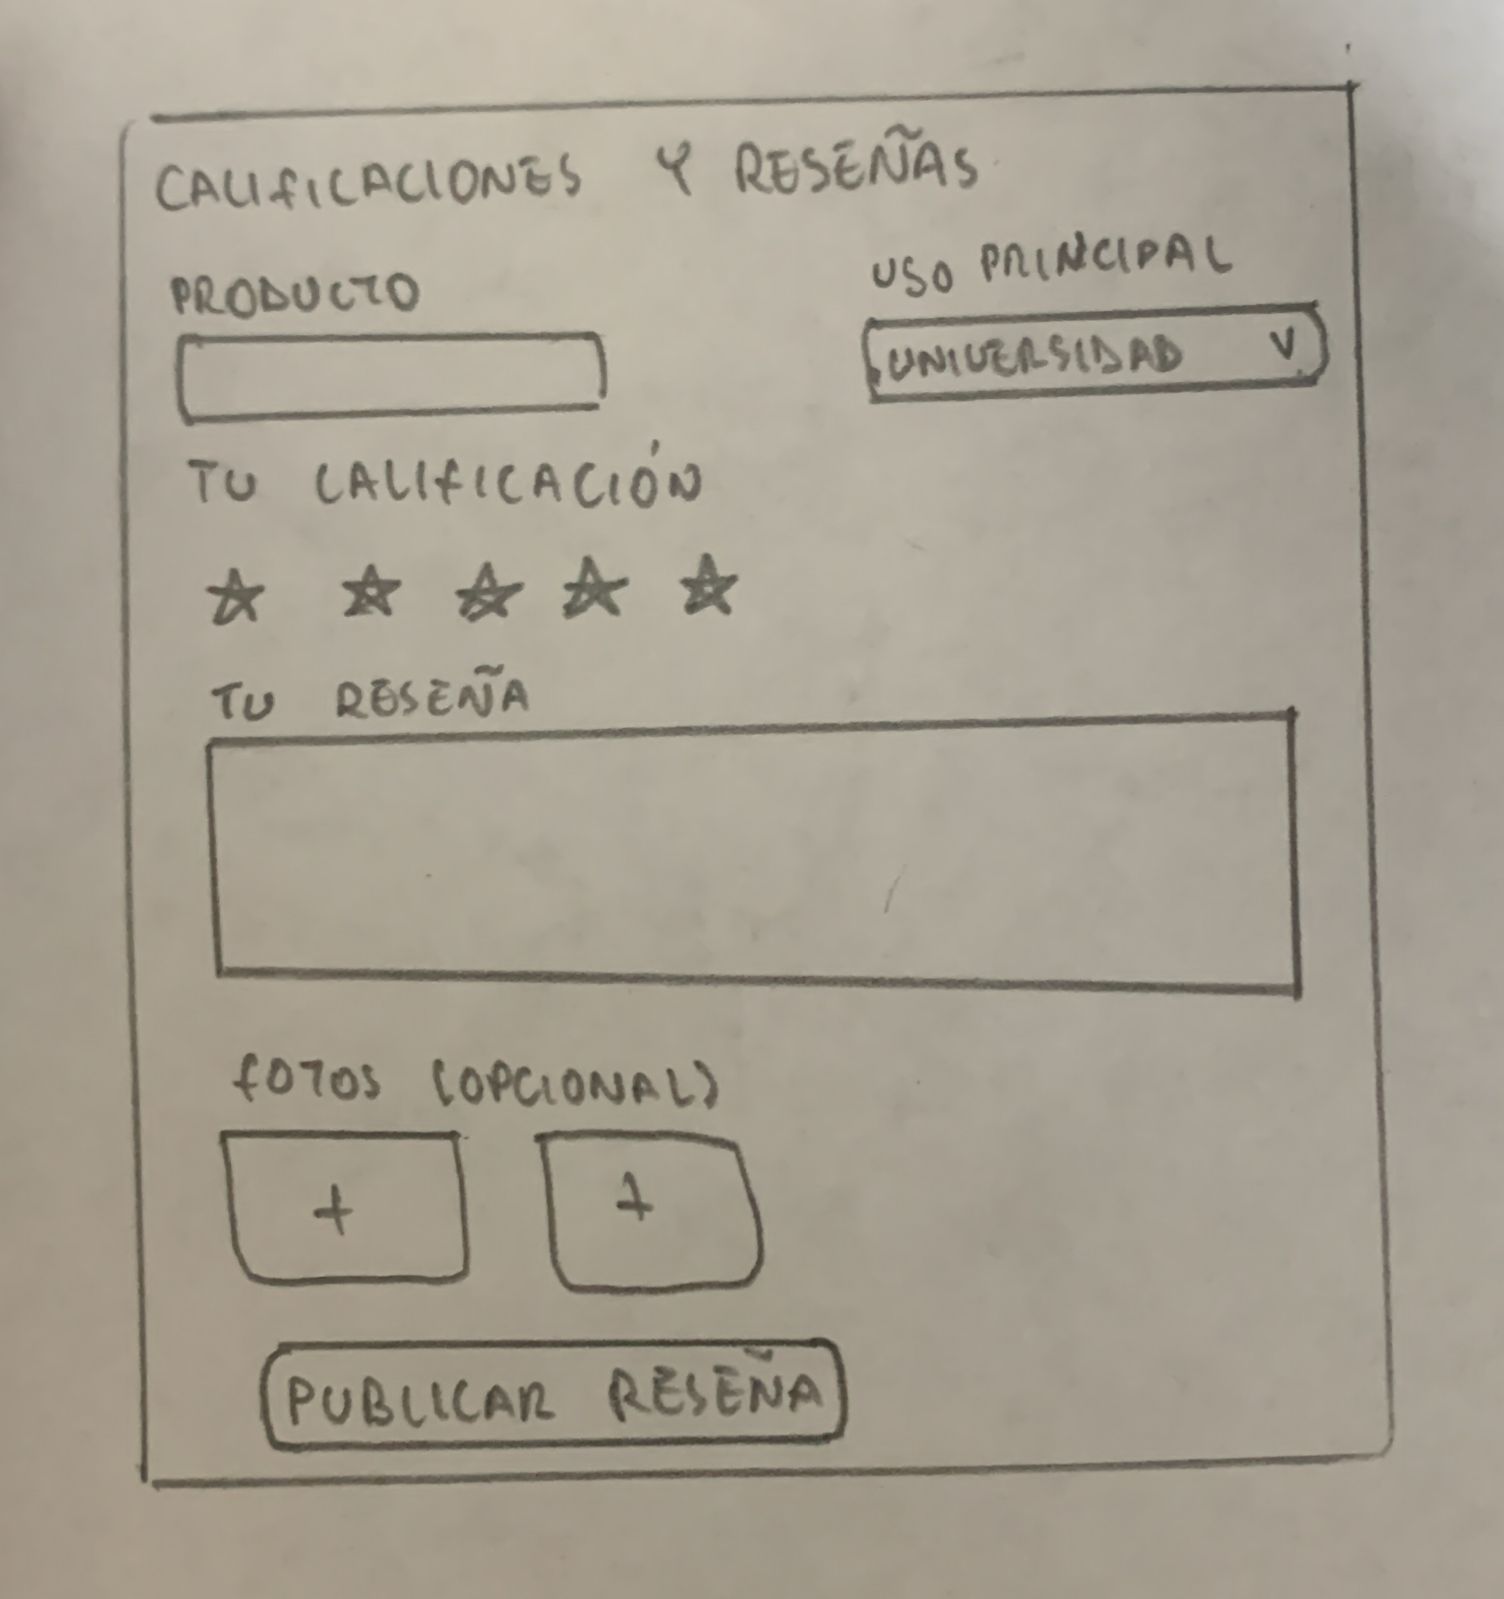 CALIFICACIONES Y RESEÑAS
PRODUCTO
USO PRINCIPAL
UNIVERSIDAD V
TU CALIFICACIÓN
TU RESEÑA
FOTOS (OPCIONAL)
+ +
PUBLICAR RESEÑA